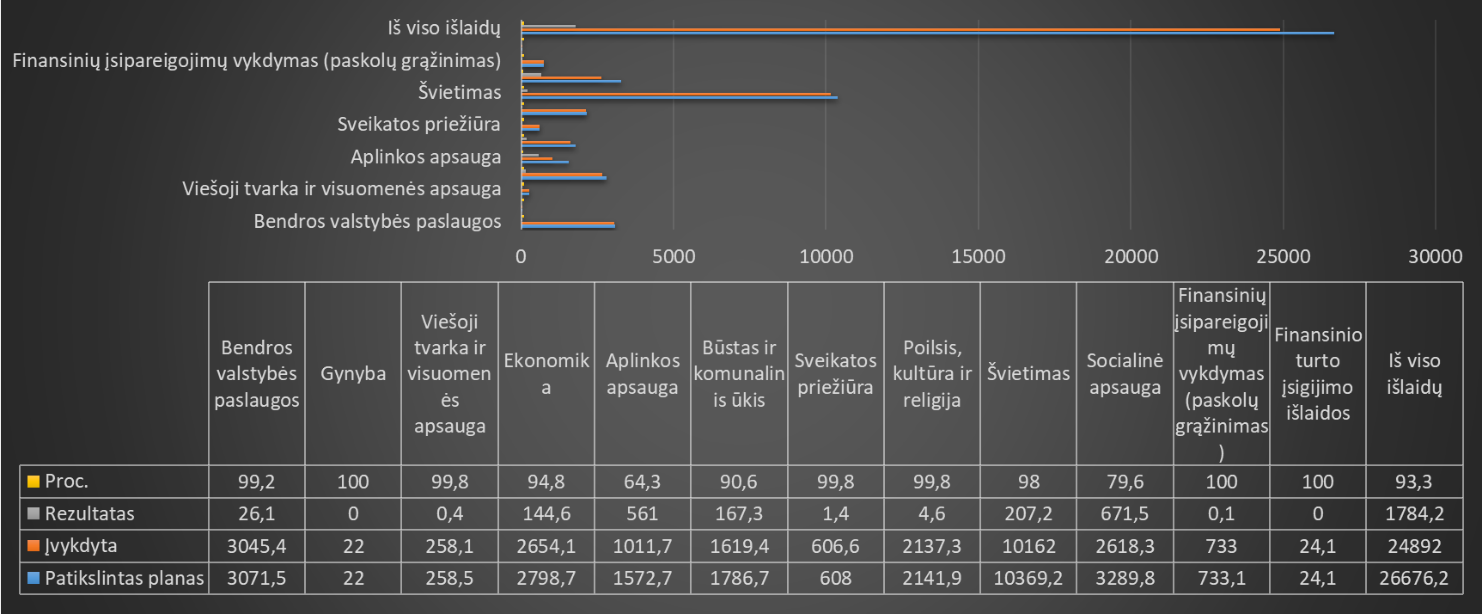 Iš viso išlaidų
Finansinių įsipareigojimų vykdymas (paskolų grąžinimas)
Švietimas
Sveikatos priežiūra
Aplinkos apsauga
Viešoji tvarka ir visuomenės apsauga
Bendros valstybės paslaugos
0 5000 10000 15000 20000 25000 30000
Bendros
valstybės
paslaugos
Gynyba
Viešoji
tvarka ir
visuomen
ės
apsauga
Ekonomik
a
Aplinkos
apsauga
Būstas ir
komunalin
is ūkis
Sveikatos
priežiūra
Poilsis,
kultūra ir
religija
Švietimas
Socialinė
apsauga
Finansinių
įsipareigoji
mų
vykdymas
(paskolų
grąžinimas
)
Finansinio
turto
įsigijimo
išlaidos
Iš viso
išlaidų
Proc. 99,2 100 99,8 94,8 64,3 90,6 99,8 99,8 98 79,6 100 100 93,3
Rezultatas 26,1 0 0,4 144,6 561 167,3 1,4 4,6 207,2 671,5 0,1 0 1784,2
Įvykdyta 3045,4 22 258,1 2654,1 1011,7 1619,4 606,6 2137,3 10162 2618,3 733 24,1 24892
Patikslintas planas 3071,5 22 258,5 2798,7 1572,7 1786,7 608 2141,9 10369,2 3289,8 733,1 24,1 26676,2